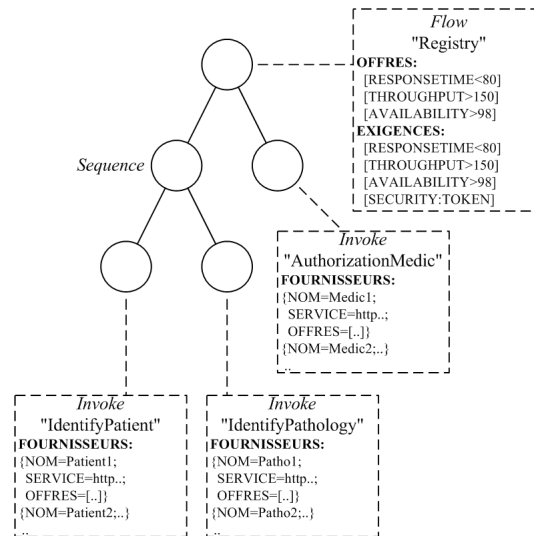 Flow
"Registry"
OFFRES:
[RESPONSETIME<80]
[THROUGHPUT>150]
[AVAILABILITY>98]
EXIGENCES:
[RESPONSETIME<80]
[THROUGHPUT>150]
[AVAILABILITY>98]
[SECURITY:TOKEN]
Sequence
Invoke
"AuthorizationMedic"
FOURNISSEURS:
{NOM=Medic1;
SERVICE=http..;
OFFRES=[..]}
{NOM=Medic2;..}
..
Invoke
"IdentifyPatient"
FOURNISSEURS:
{NOM=Patient1;
SERVICE=http..;
OFFRES=[..]}
{NOM=Patient2;..}
..
Invoke
"IdentifyPathology"
FOURNISSEURS:
{NOM=Patho1;
SERVICE=http..;
OFFRES=[..]}
{NOM=Patho2;..}
..